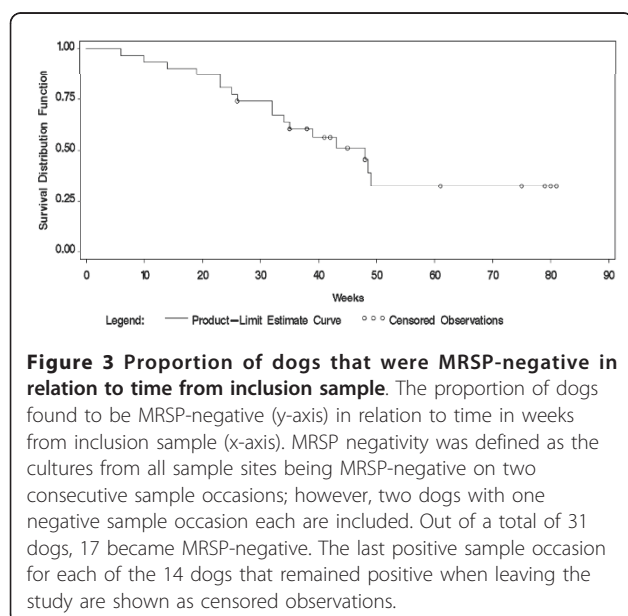 1.00
0.75
0.50
0.25
0.00
Survival Distribution Function
0 10 20 30 40 50 60 70 80 90
Weeks
Legend: Product-Limit Estimate Curve Censored Observations
Figure 3 Proportion of dogs that were MRSP-negative in
relation to time from inclusion sample. The proportion of dogs
found to be MRSP-negative (y-axis) in relation to time in weeks
from inclusion sample (x-axis). MRSP negativity was defined as the
cultures from all sample sites being MRSP-negative on two
consecutive sample occasions; however, two dogs with one
negative sample occasion each are included. Out of a total of 31
dogs, 17 became MRSP-negative. The last positive sample occasion
for each of the 14 dogs that remained positive when leaving the
study are shown as censored observations.